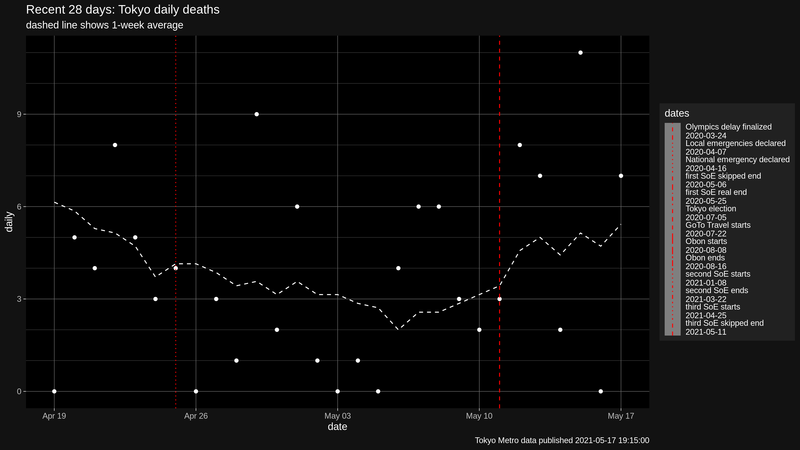 Recent 28 days: Tokyo daily deaths
dashed line shows 1-week average
daily
9
6
3
0
Apr 19
Apr 26
May 03
May 10
May 17
date
dates
Olympics delay finalized
2020-03-24
Local emergencies declared
2020-04-07
National emergency declared
2020-04-16
first SoE skipped end
2020-05-06
first SoE real end
2020-05-25
Tokyo election
2020-07-05
GoTo Travel starts
2020-07-22
Obon starts
2020-08-08
Obon ends
2020-08-16
second SoE starts
2021-01-08
second SoE ends
2021-03-22
third SoE starts
2021-04-25
third SoE skipped end
2021-05-11
Tokyo Metro data published 2021-05-17 19:15:00